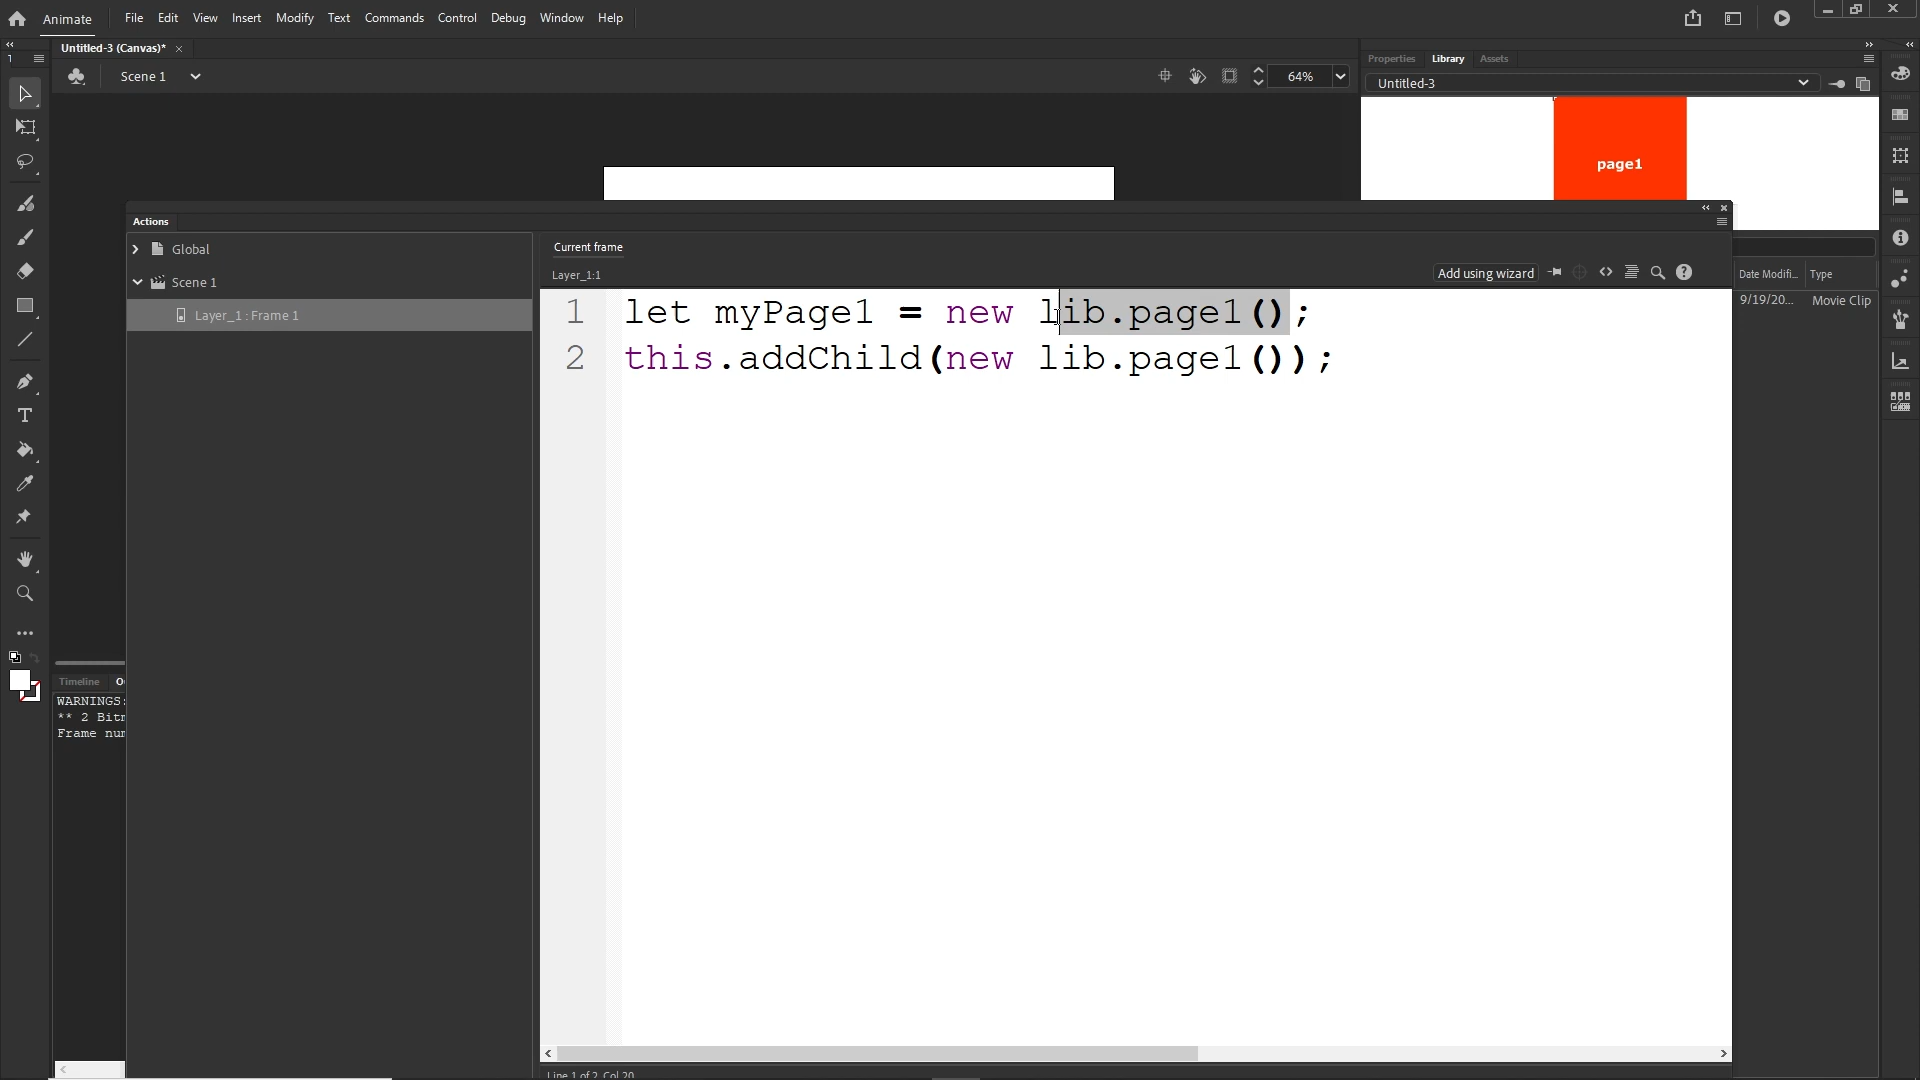 Animate File Edit View Insert Modify Text Commands Control Debug Window Help
Untitled-3 (Canvas)*
Scene 1
64%
Properties Library Assets
Untitled-3
page1
Date Modifi... Type
9/19/20... Movie Clip
Actions
Global
Scene 1
Layer_1 : Frame 1
Current frame
Layer_1:1
Add using wizard
1 let myPage1 = new lib.page1();
2 this.addChild(new lib.page1());
Timeline
WARNINGS:
** 2 Bitm
Frame num
Line 1 of 2, Col 20